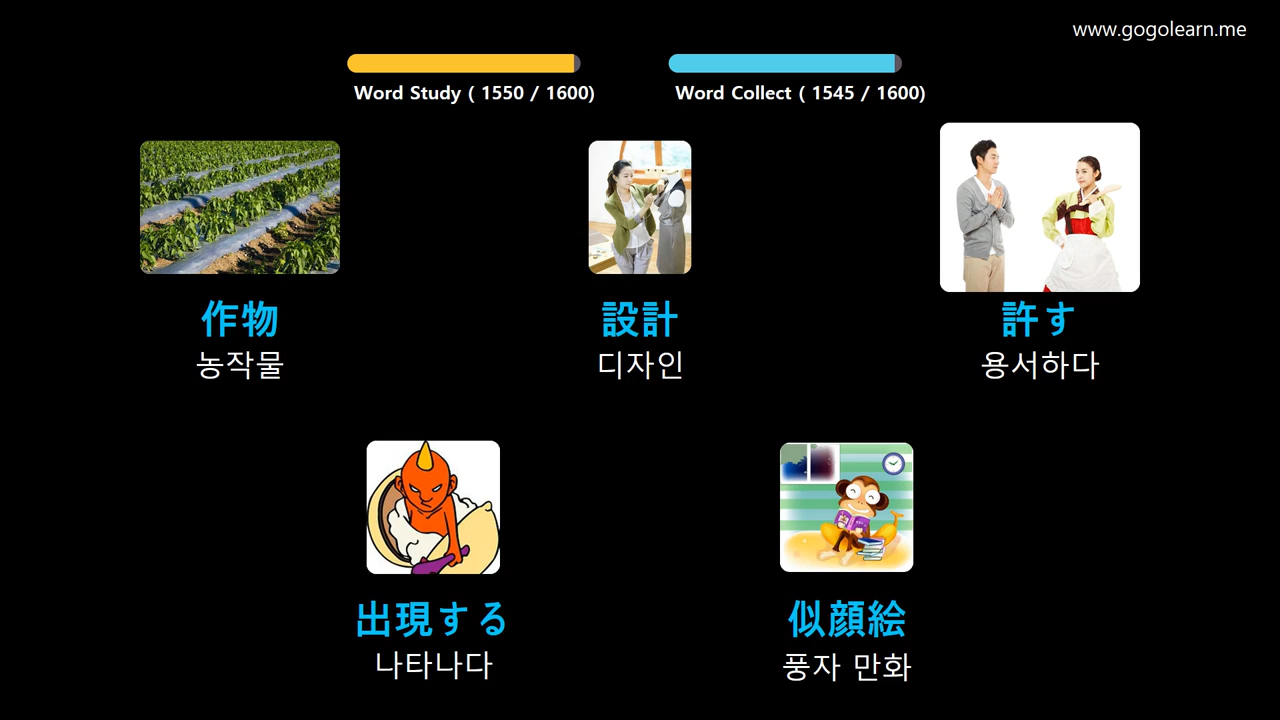 www.gogolearn.me
Word Study ( 1550 / 1600)
Word Collect ( 1545 / 1600)
作物
농작물
設計
디자인
許す
용서하다
出現する
나타나다
似顔絵
풍자 만화